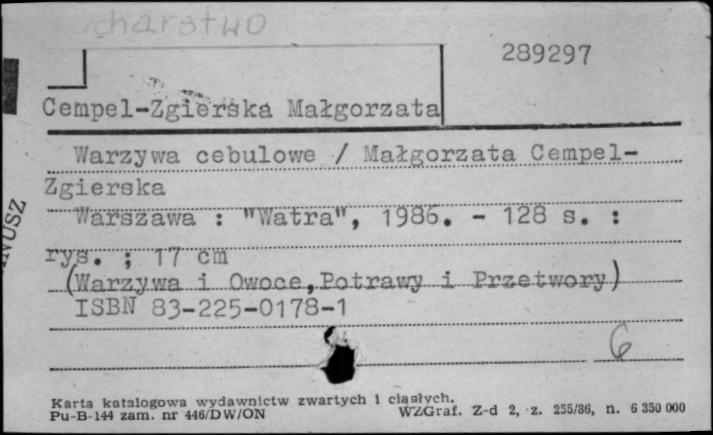 289297
Cempel-Zgierska Małgorzata
Warzywa cebulowe / Małgorzata Cempel-
Zgierska
Warszawa : "Watra", 1986. - 128 s. :
rys. ; 17 cm
(Warzywa i Owoce, Potrawy i Przetwory)
ISBN 83-225-0178-1
6
Karta katalogowa wydawnictw zwartych i ciągłych.
Pu-B-144 zam. nr 446/DW/ON WZGraf. Z-d 2, z. 255/86, n. 6 350 000